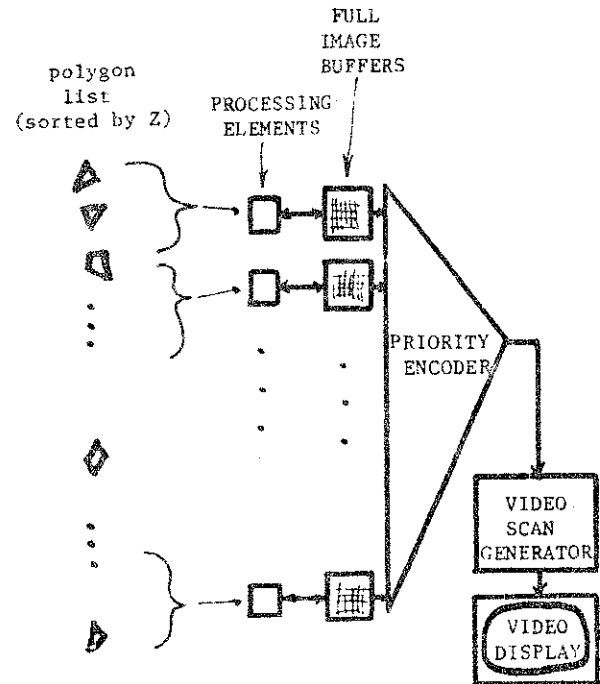 FULL
IMAGE
BUFFERS
polygon
list
(sorted by Z)
PROCESSING
ELEMENTS
PRIORITY
ENCODER
VIDEO
SCAN
GENERATOR
VIDEO
DISPLAY